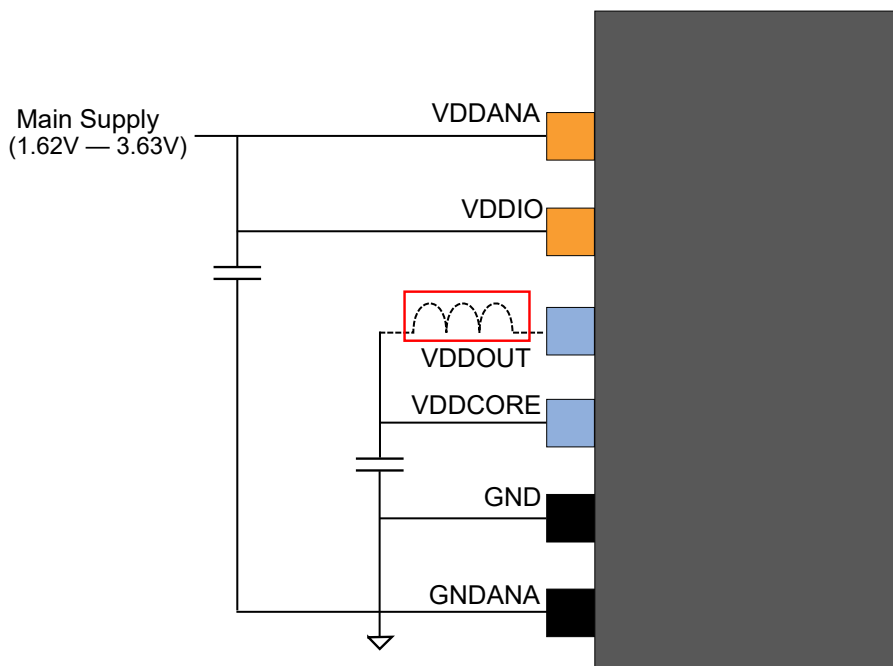 VDDANA
Main Supply
(1.62V — 3.63V)
VDDIO
VDDOUT
VDDCORE
GND
GNDANA